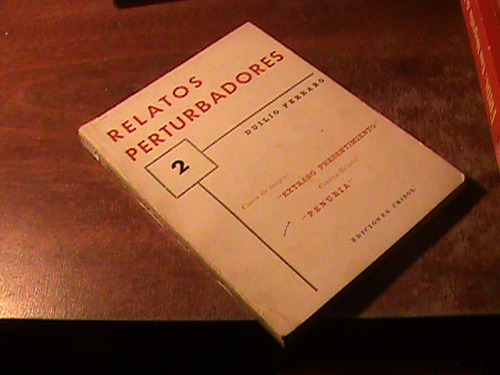 RELATOS
PERTURBADORES
2
DUILIO FERRARO
"EXTRAÑO PRESENTIMIENTO"
"PENURIA"
EDICIONES CRISOL